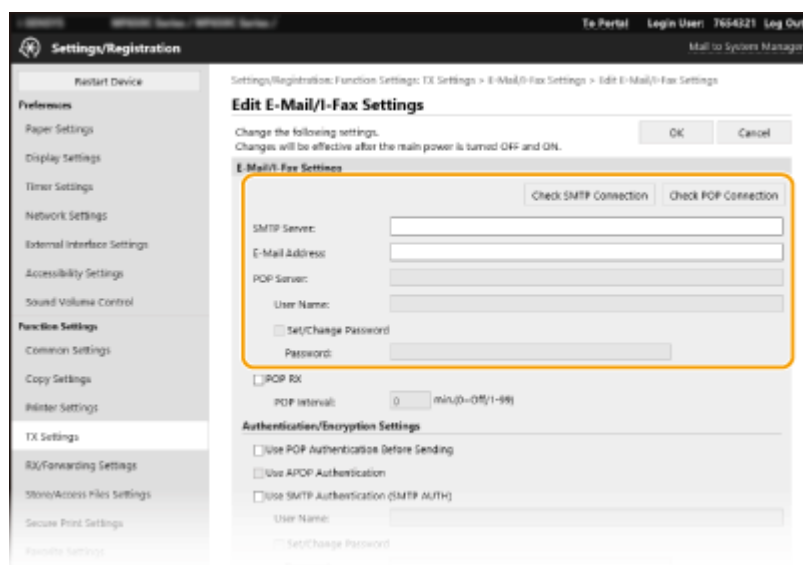 To Portal Login User: 7654321 Log Out
Settings/Registration
Mail to System Manager
Restart Device
Preferences
Paper Settings
Display Settings
Timer Settings
Network Settings
External Interface Settings
Accessibility Settings
Sound Volume Control
Function Settings
Common Settings
Copy Settings
Printer Settings
TX Settings
RX/Forwarding Settings
Store/Access Files Settings
Secure Print Settings
Settings/Registration: Function Settings: TX Settings > E-Mail/I-Fax Settings > Edit E-Mail/I-Fax Settings
Edit E-Mail/I-Fax Settings
Change the following settings.
Changes will be effective after the main power is turned OFF and ON.
OK Cancel
E-Mail/I-Fax Settings
Check SMTP Connection Check POP Connection
SMTP Server:
E-Mail Address:
POP Server:
User Name:
Set/Change Password
Password:
POP RX
POP Interval: 0 min.(0=Off/1-99)
Authentication/Encryption Settings
Use POP Authentication Before Sending
Use APOP Authentication
Use SMTP Authentication (SMTP AUTH)
User Name:
Set/Change Password